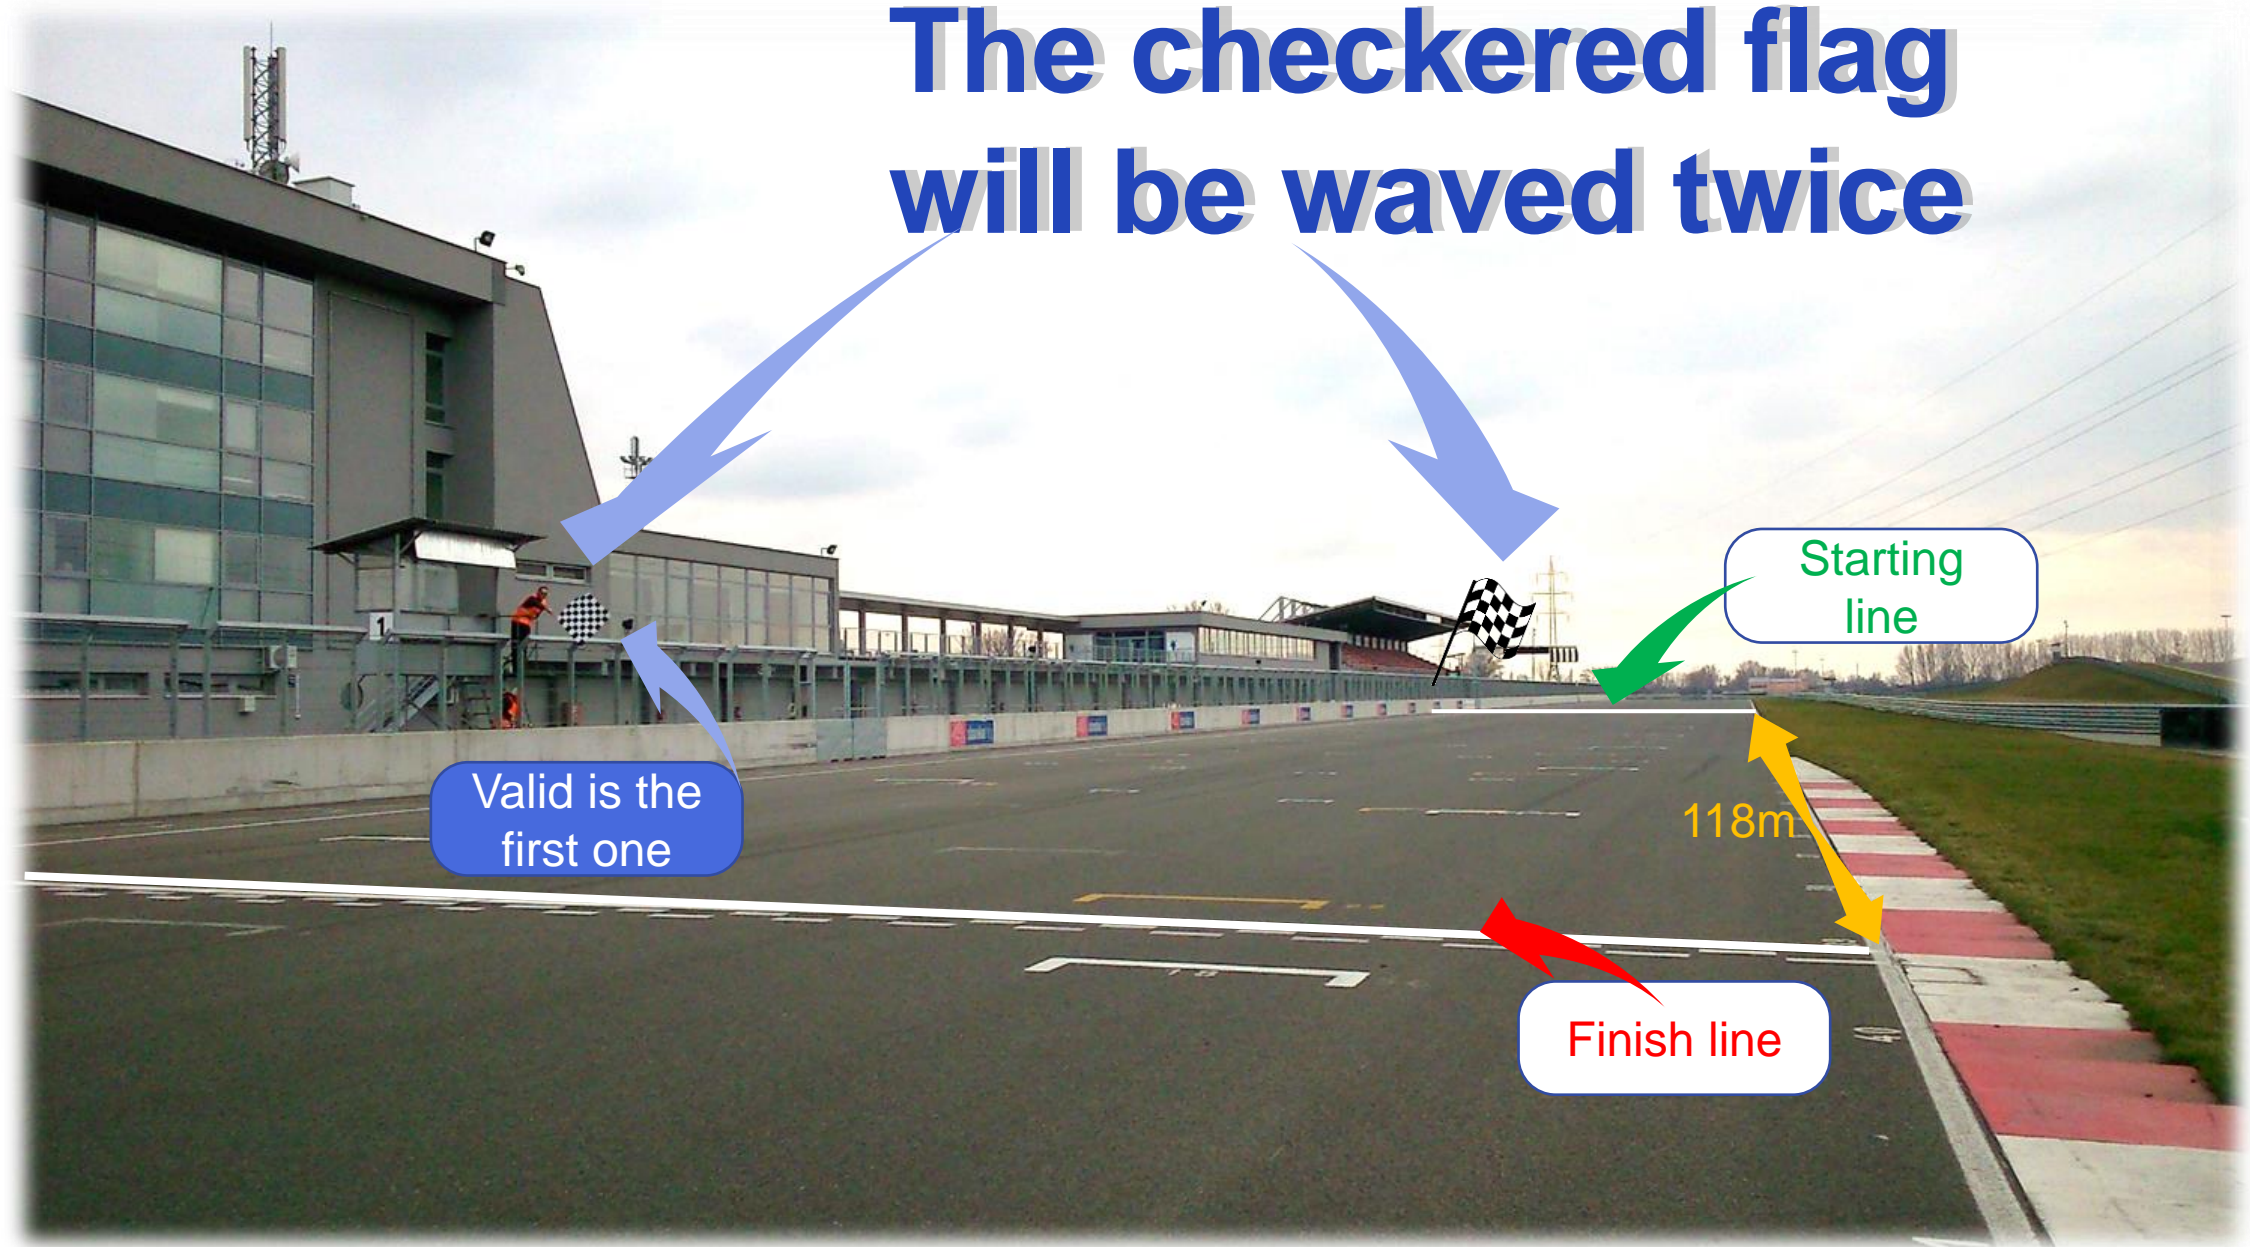 The checkered flag
will be waved twice
Starting
line
1
Valid is the
first one
118m
Finish line